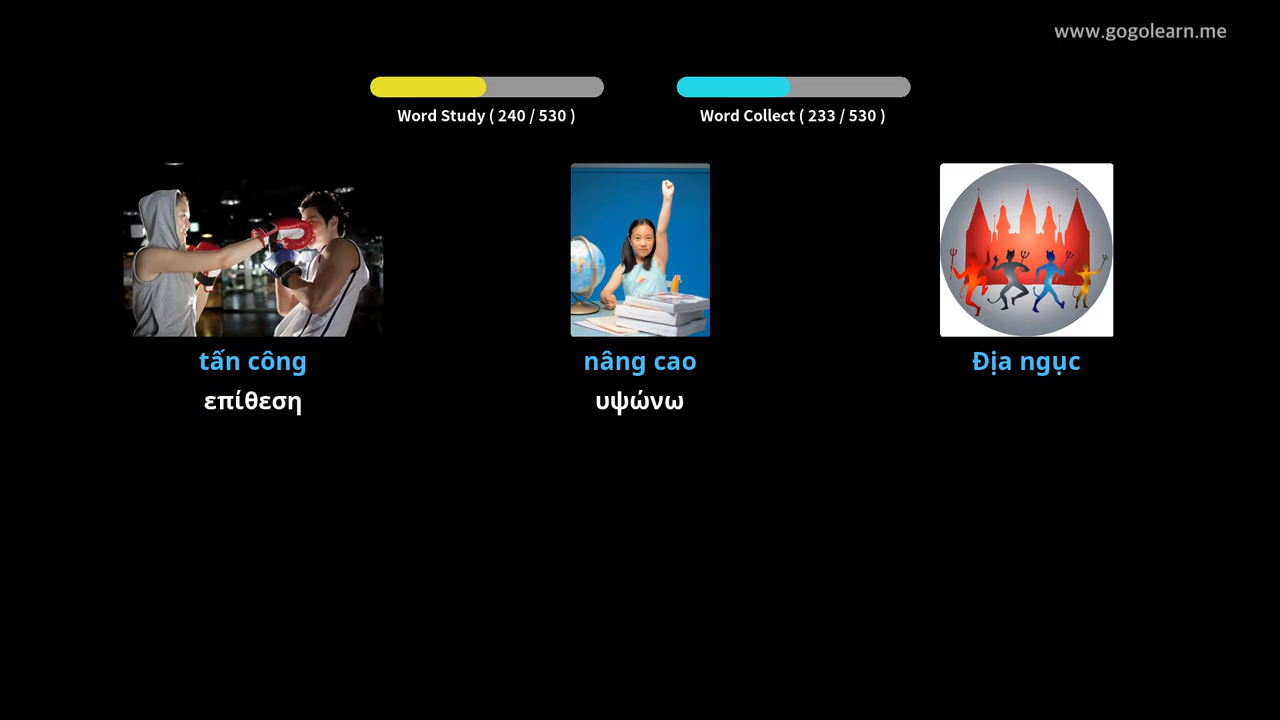 www.gogolearn.me
Word Study ( 240 / 530 )
Word Collect ( 233 / 530 )
tấn công
nâng cao
Địa ngục
επίθεση
υψώνω